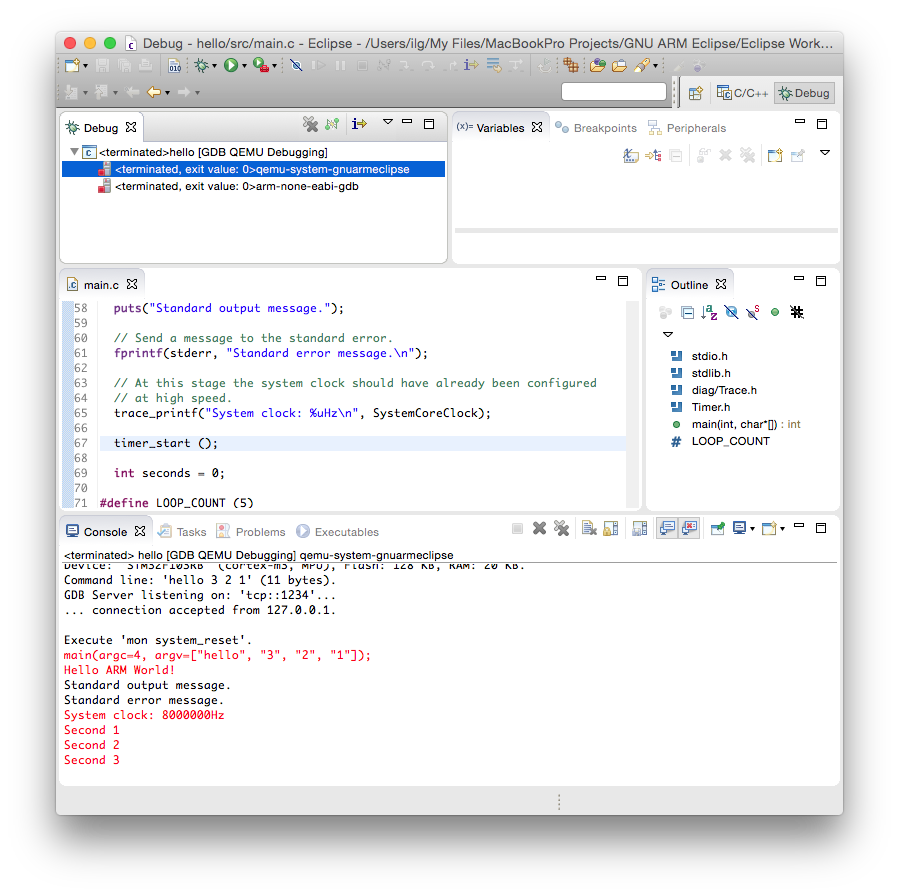 Debug - hello/src/main.c - Eclipse - /Users/ilg/My Files/MacBookPro Projects/GNU ARM Eclipse/Eclipse Work...
010
C/C++ Debug
Debug
<terminated>hello [GDB QEMU Debugging]
<terminated, exit value: 0>qemu-system-gnuarmeclipse
<terminated, exit value: 0>arm-none-eabi-gdb
(x)= Variables Breakpoints Peripherals
main.c
58 puts("Standard output message.");
59
60 // Send a message to the standard error.
61 fprintf(stderr, "Standard error message.\n");
62
63 // At this stage the system clock should have already been configured
64 // at high speed.
65 trace_printf("System clock: %uHz\n", SystemCoreClock);
66
67 timer_start ();
68
69 int seconds = 0;
70
71 #define LOOP_COUNT (5)
Outline
stdio.h
stdlib.h
diag/Trace.h
Timer.h
main(int, char*[]) : int
# LOOP_COUNT
Console Tasks Problems Executables
<terminated> hello [GDB QEMU Debugging] qemu-system-gnuarmeclipse
Device: 'STM32F103RB' (cortex-m3, MPU), Flash: 128 KB, RAM: 20 KB.
Command line: 'hello 3 2 1' (11 bytes).
GDB Server listening on: 'tcp::1234'...
... connection accepted from 127.0.0.1.
Execute 'mon system_reset'.
main(argc=4, argv=["hello", "3", "2", "1"]);
Hello ARM World!
Standard output message.
Standard error message.
System clock: 8000000Hz
Second 1
Second 2
Second 3